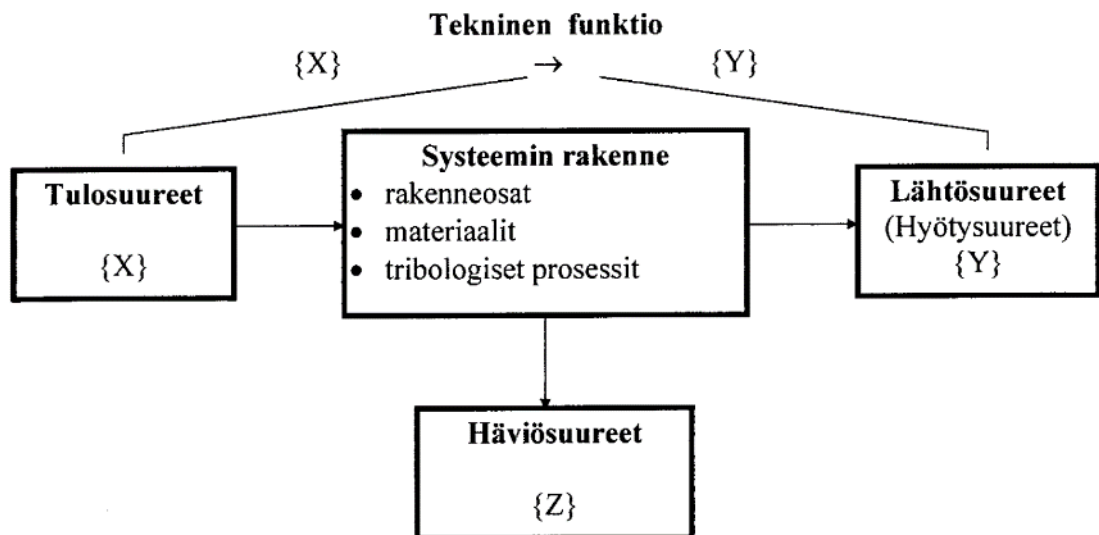 Tekninen funktio
{X} → {Y}
Tulosuureet
{X}
Systeemin rakenne
• rakenneosat
• materiaalit
• tribologiset prosessit
Lähtösuureet
(Hyötysuureet)
{Y}
Häviösuureet
{Z}